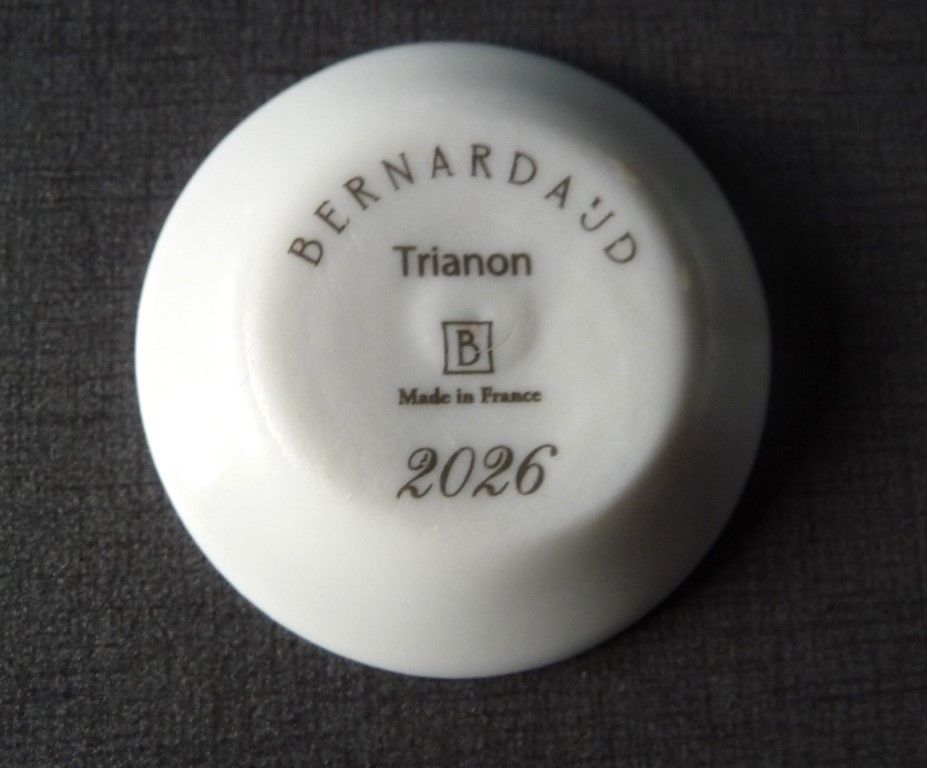 BERNARDAUD
Trianon
B
Made in France
2026